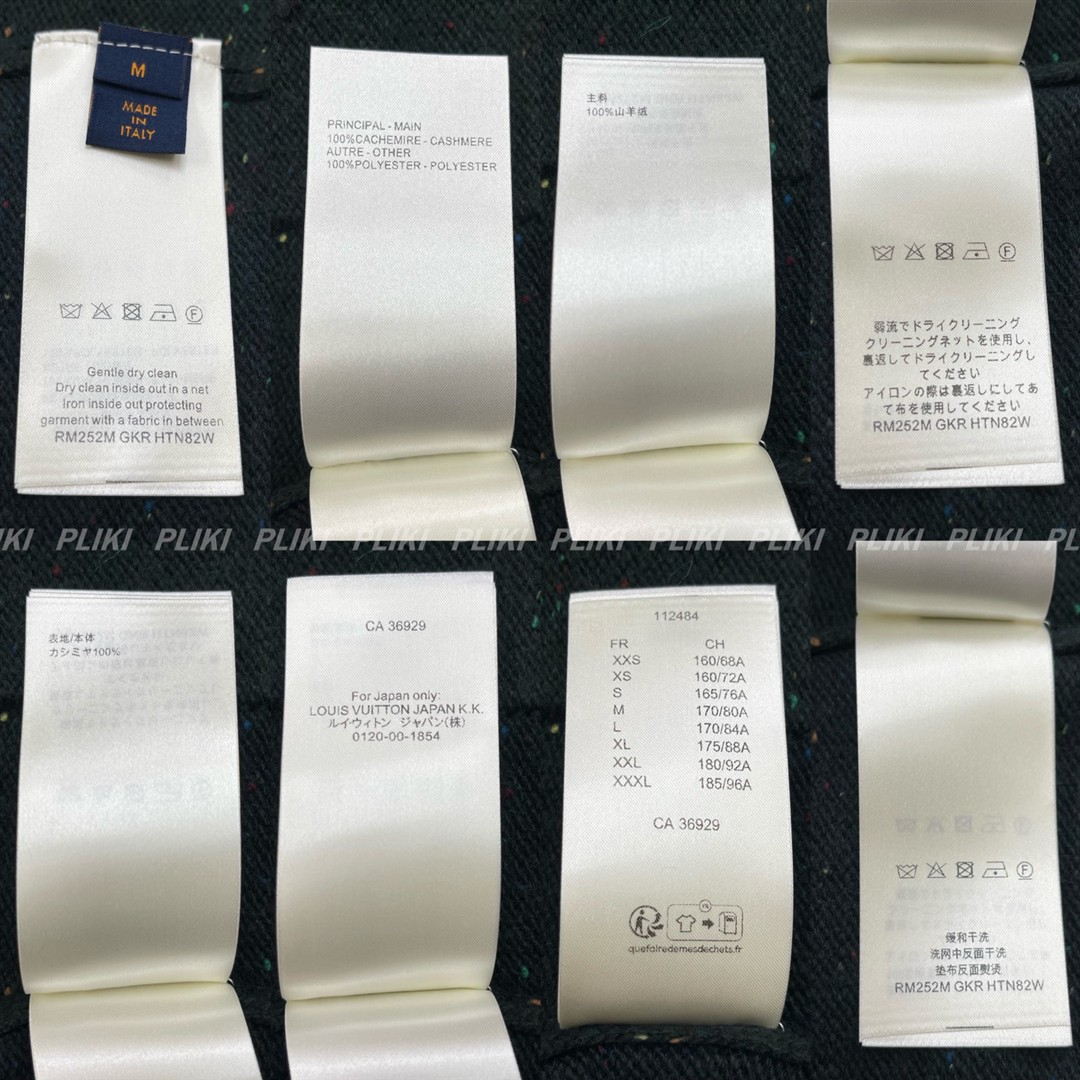 M
MADE
IN
ITALY
Gentle dry clean
Dry clean inside out in a net
Iron inside out protecting
garment with a fabric in between
RM252M GKR HTN82W
PRINCIPAL - MAIN
100%CACHEMIRE - CASHMERE
AUTRE - OTHER
100%POLYESTER - POLYESTER
主料
100%山羊绒
F
弱流でドライクリーニング
クリーニングネットを使用し、
裏返してドライクリーニングし
てください
アイロンの際は裏返しにしてあ
て布を使用してください
RM252M GKR HTN82W
PLIKI PLIKI PLIKI PLIKI PLIKI PLIKI PLIKI PLIKI PLIKI PLIKI
表地/本体
カシミヤ100%
CA 36929
For Japan only:
LOUIS VUITTON JAPAN K.K.
ルイ·ヴィトン ジャパン(株)
0120-00-1854
112484
FR CH
XXS 160/68A
XS 160/72A
S 165/76A
M 170/80A
L 170/84A
XL 175/88A
XXL 180/92A
XXXL 185/96A
CA 36929
quefairedemesdechets.fr
F
缓和干洗
洗网中反面干洗
垫布反面熨烫
RM252M GKR HTN82W